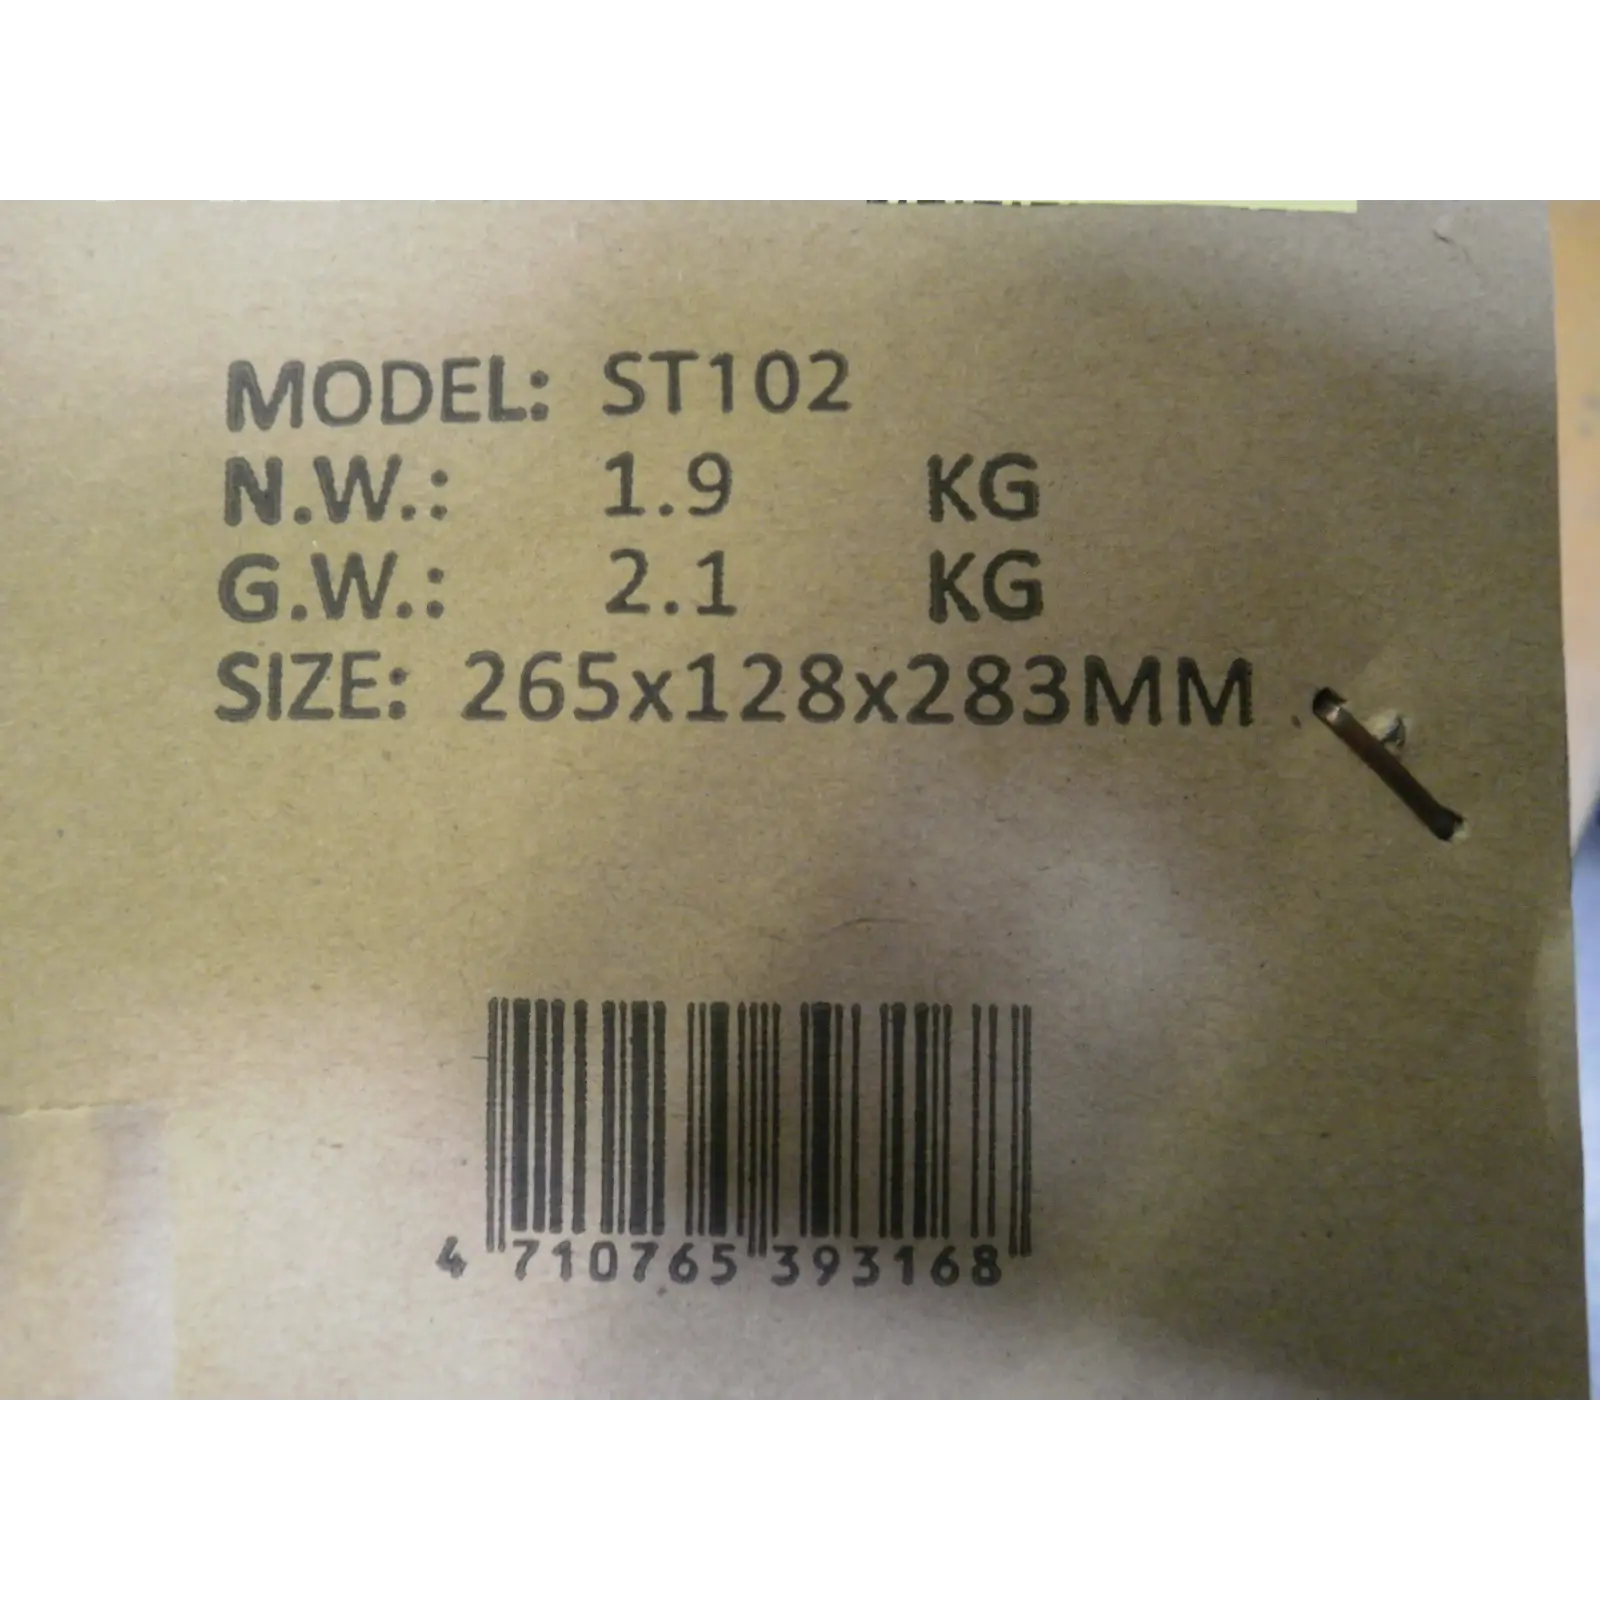 MODEL: ST102
N.W.: 1.9 KG
G.W.: 2.1 KG
SIZE: 265x128x283MM
4 710765 393168